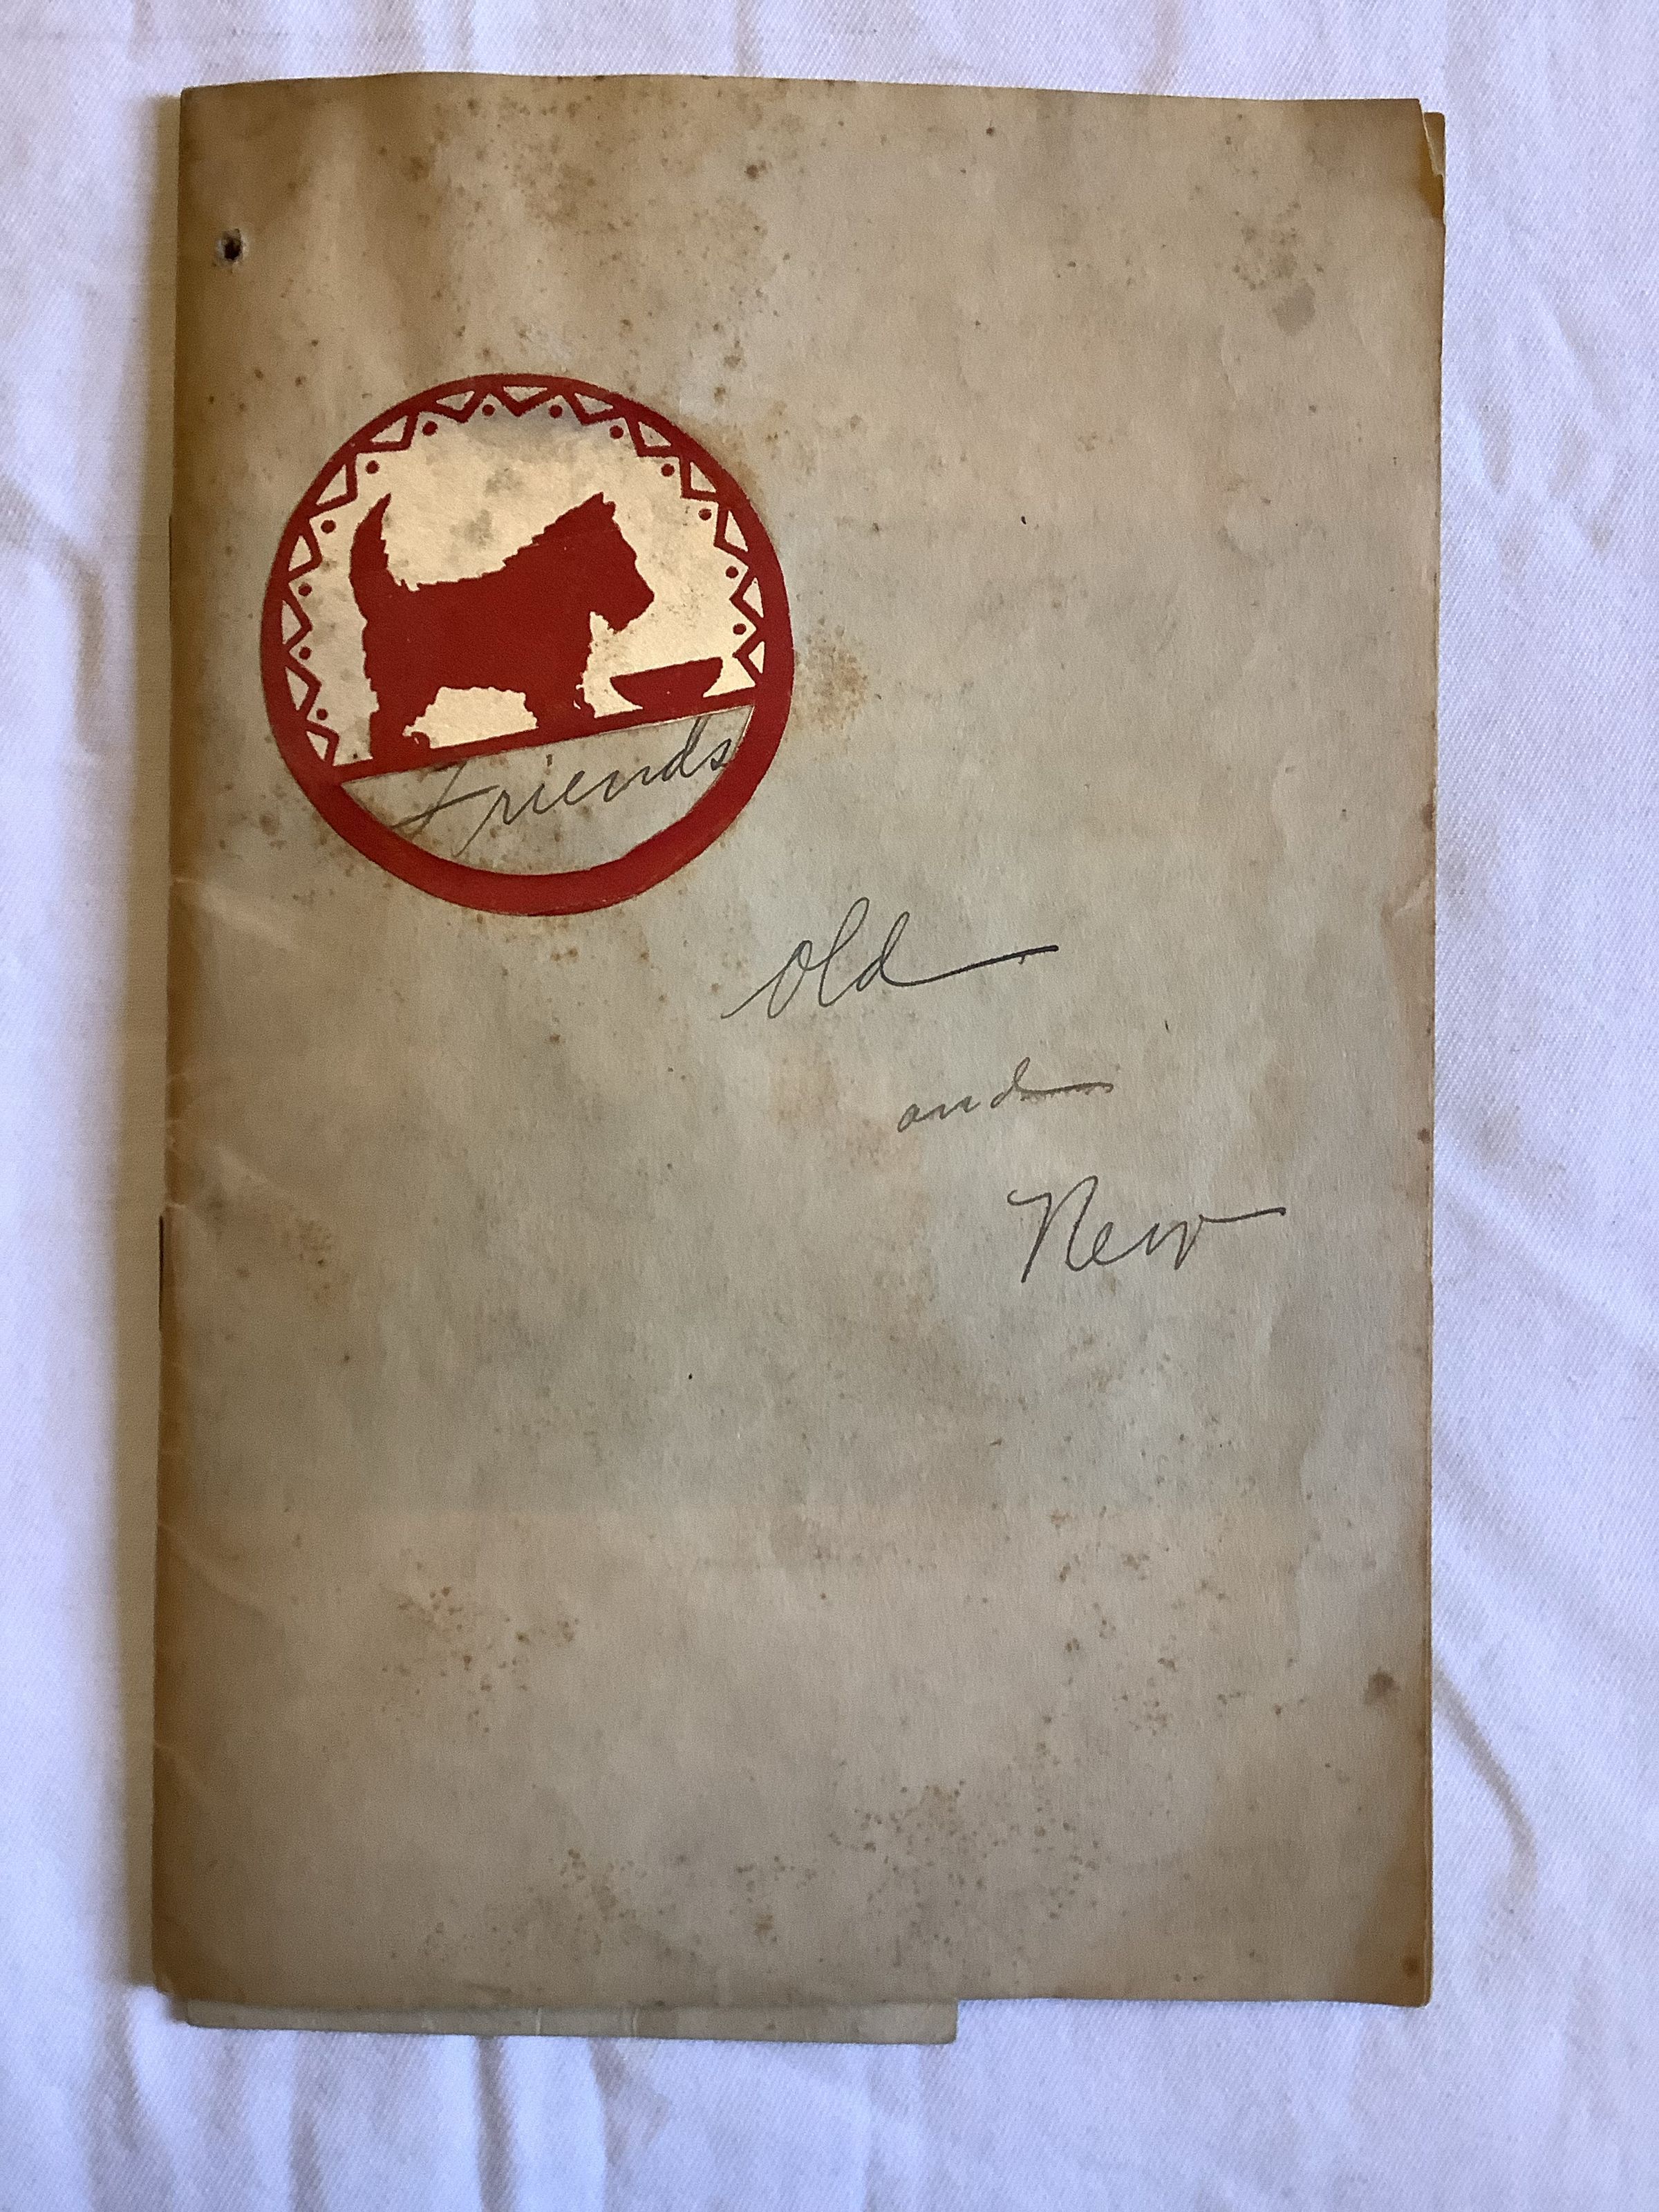 Friends
Old
and
New